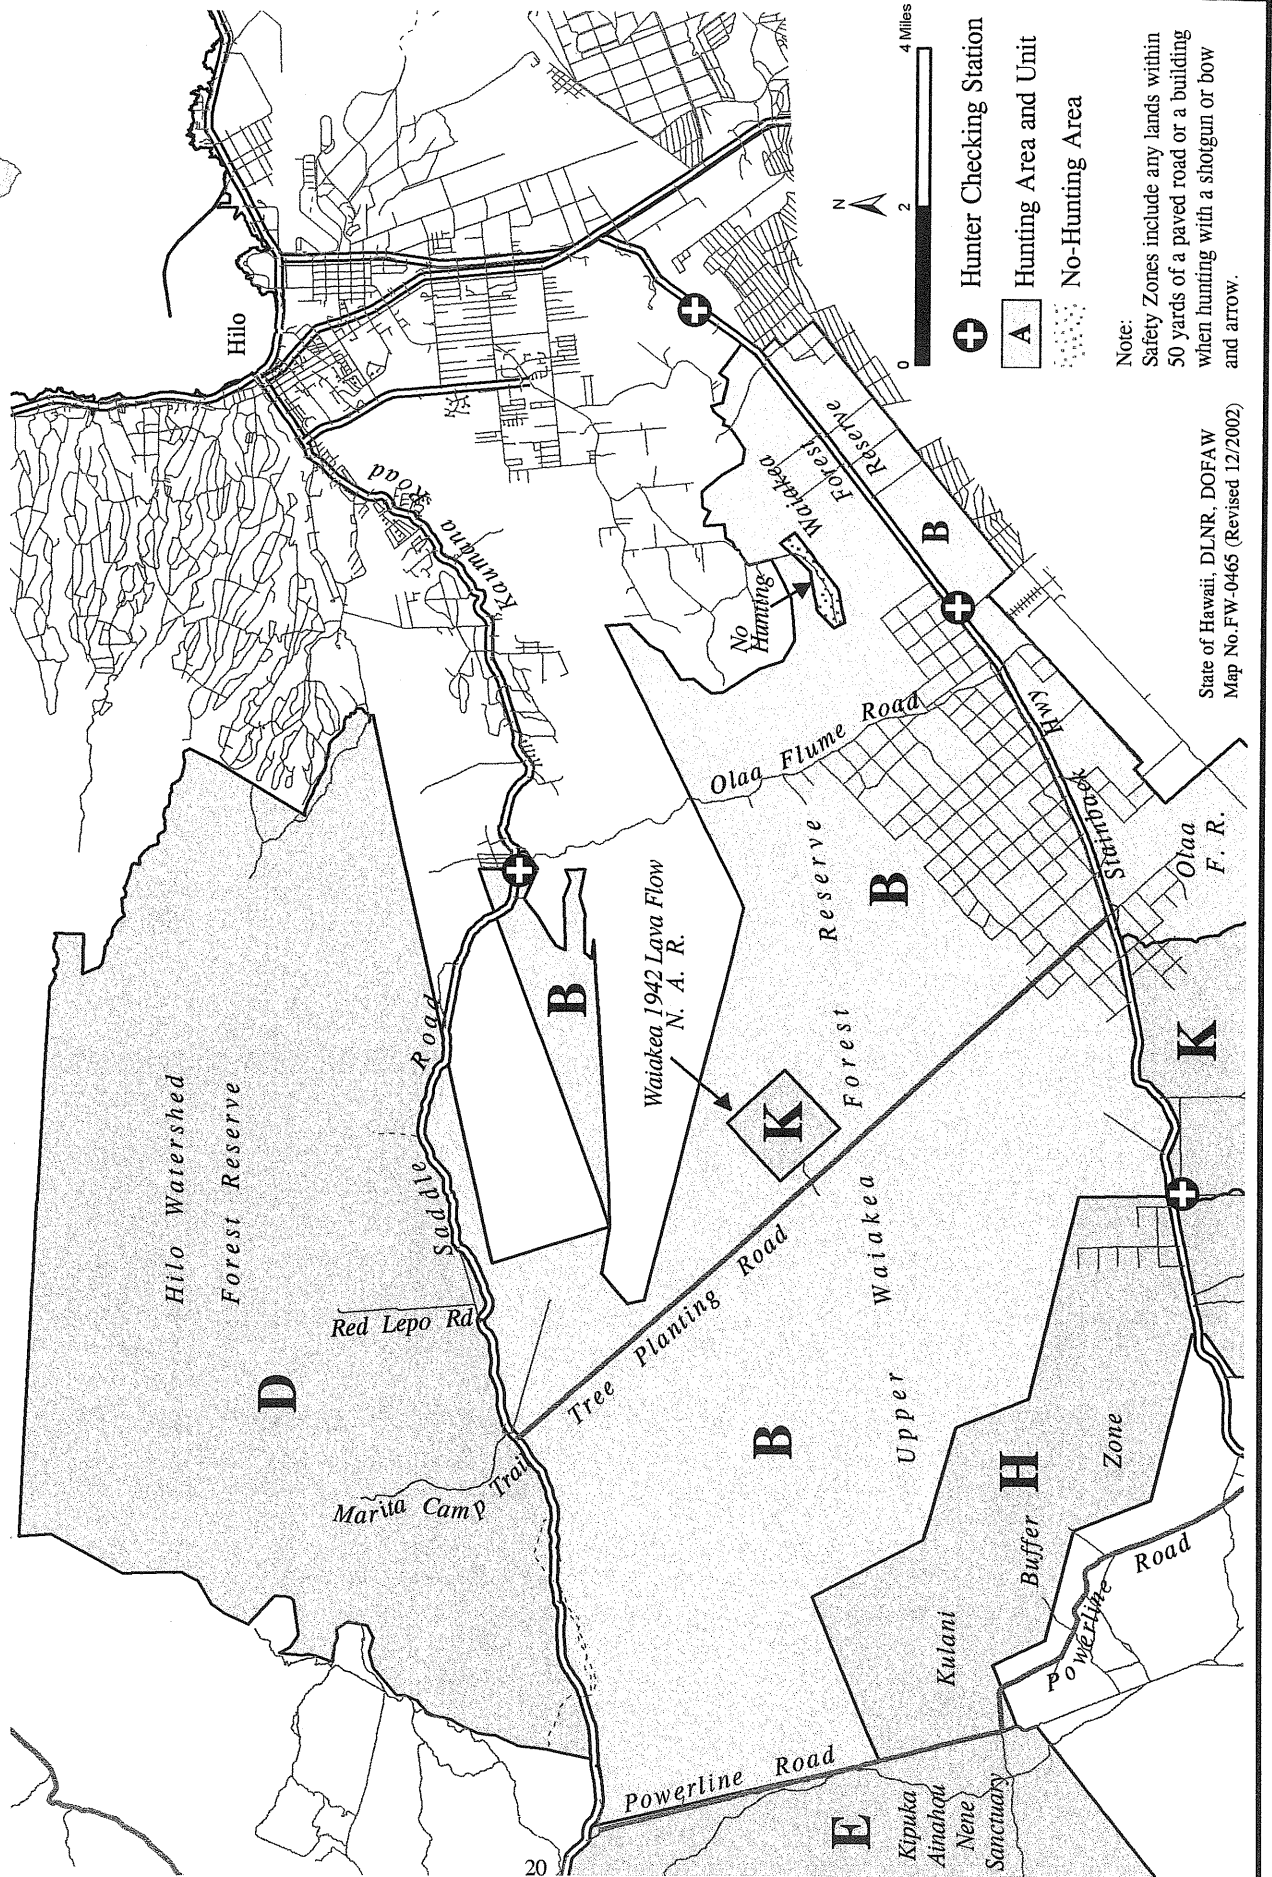 Hilo
Kaumana Road
Hilo Watershed
Forest Reserve
D
Saddle Road
Red Lepo Rd
Marita Camp Trail
B
Waiakea 1942 Lava Flow
N. A. R.
K
Tree Planting Road
B
Upper Waiakea Forest Reserve
B
Olaa Flume Road
No
Hunting
Waiakea
Forest
Reserve
B
Stainback Hwy
Olaa
F. R.
K
H
Kulani Buffer Zone
Powerline Road
Powerline Road
E
Kipuka
Ainahou
Nene
Sanctuary
20
N
0 2 4 Miles
Hunter Checking Station
A Hunting Area and Unit
No-Hunting Area
Note:
Safety Zones include any lands within
50 yards of a paved road or a building
when hunting with a shotgun or bow
and arrow.
State of Hawaii, DLNR, DOFAW
Map No.FW-0465 (Revised 12/2002)